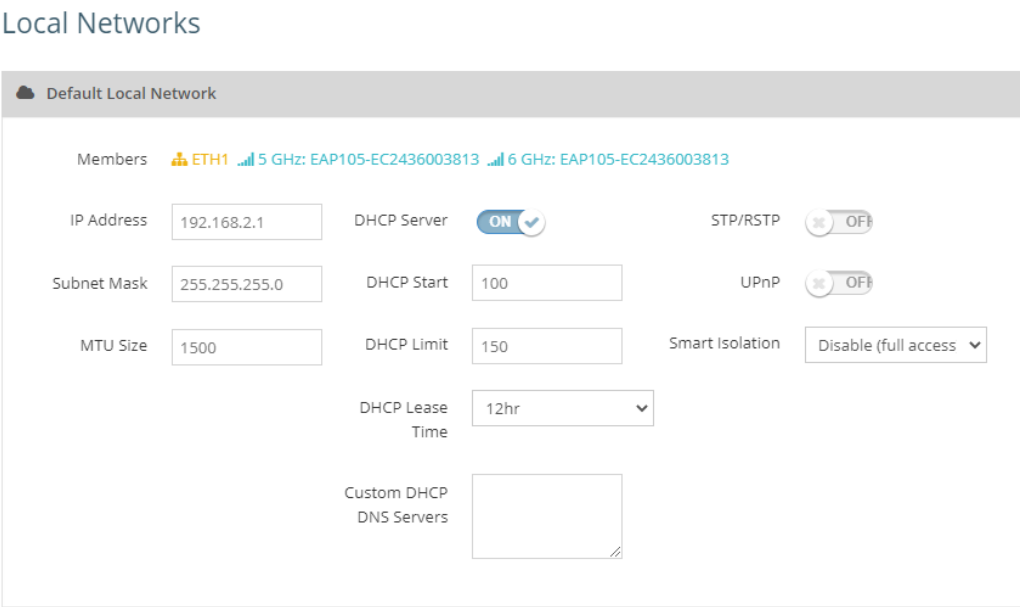 Local Networks
Default Local Network
Members ETH1 5 GHz: EAP105-EC2436003813 6 GHz: EAP105-EC2436003813
IP Address 192.168.2.1 DHCP Server ON STP/RSTP OFF
Subnet Mask 255.255.255.0 DHCP Start 100 UPnP OFF
MTU Size 1500 DHCP Limit 150 Smart Isolation Disable (full access
DHCP Lease 12hr
Time
Custom DHCP
DNS Servers